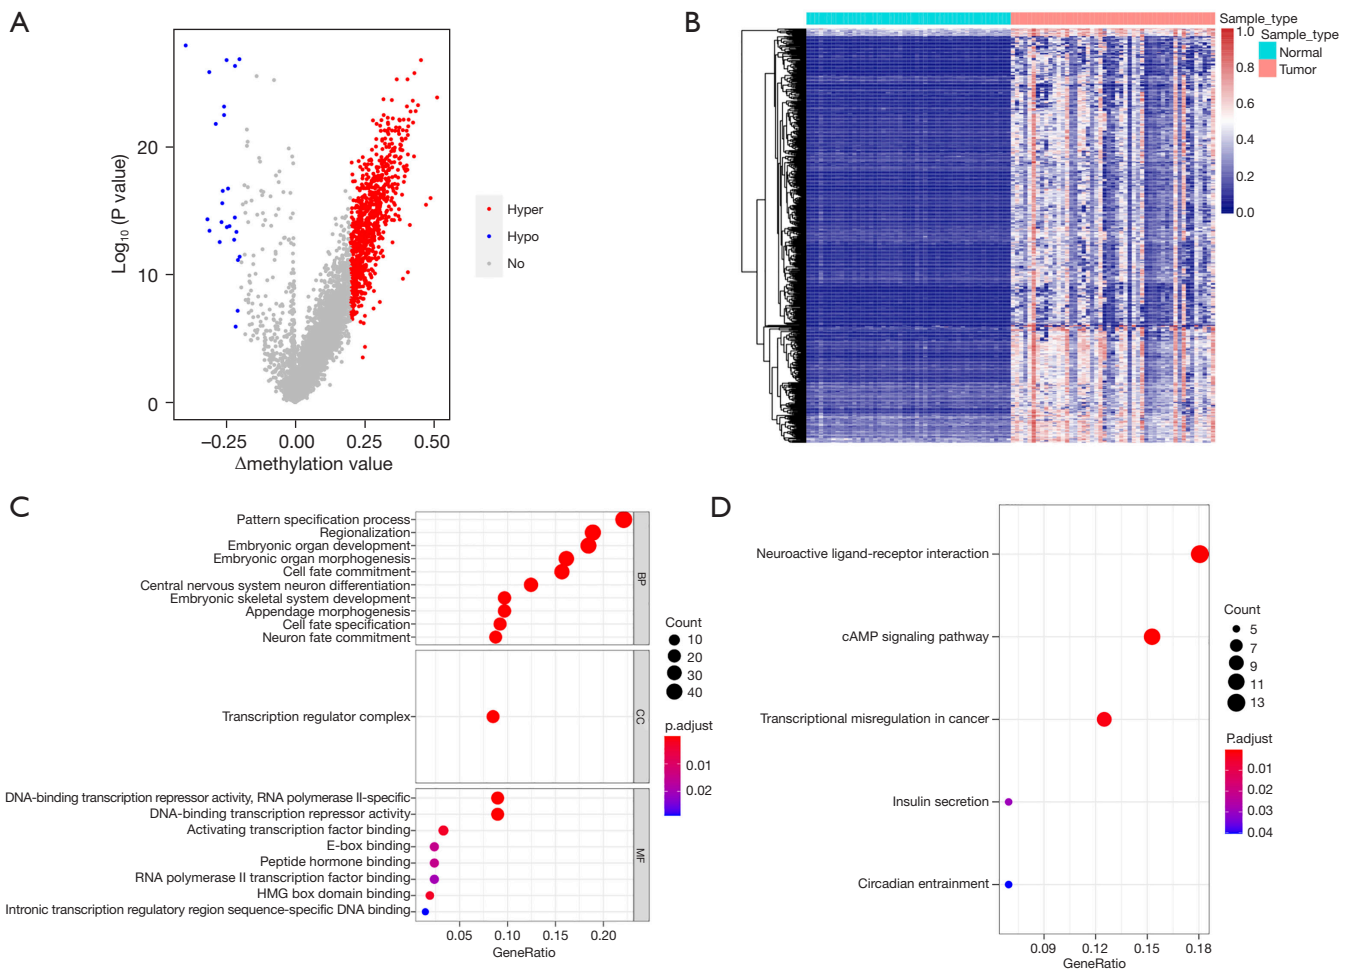 A
Log10 (P value)
20
10
0
−0.25
0.00
0.25
0.50
Δmethylation value
Hyper
Hypo
No
B
Sample_type
1.0
0.8
0.6
0.4
0.2
0.0
Sample_type
Normal
Tumor
C
Pattern specification process
Regionalization
Embryonic organ development
Embryonic organ morphogenesis
Cell fate commitment
Central nervous system neuron differentiation
Embryonic skeletal system development
Appendage morphogenesis
Cell fate specification
Neuron fate commitment
BP
Transcription regulator complex
CC
DNA-binding transcription repressor activity, RNA polymerase II-specific
DNA-binding transcription repressor activity
Activating transcription factor binding
E-box binding
Peptide hormone binding
RNA polymerase II transcription factor binding
HMG box domain binding
Intronic transcription regulatory region sequence-specific DNA binding
MF
0.05
0.10
0.15
0.20
GeneRatio
Count
10
20
30
40
p.adjust
0.01
0.02
D
Neuroactive ligand-receptor interaction
cAMP signaling pathway
Transcriptional misregulation in cancer
Insulin secretion
Circadian entrainment
0.09
0.12
0.15
0.18
GeneRatio
Count
5
7
9
11
13
P.adjust
0.01
0.02
0.03
0.04